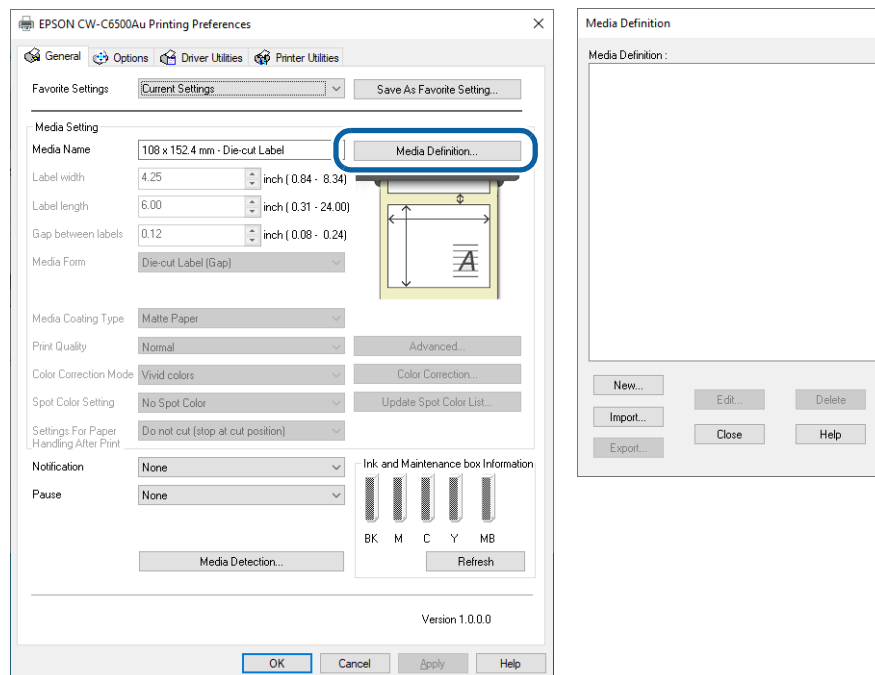 EPSON CW-C6500Au Printing Preferences
General Options Driver Utilities Printer Utilities
Favorite Settings Current Settings Save As Favorite Setting...
Media Setting
Media Name 108 x 152.4 mm - Die-cut Label Media Definition...
Label width 4.25 inch ( 0.84 - 8.34)
Label length 6.00 inch ( 0.31 - 24.00)
Gap between labels 0.12 inch ( 0.08 - 0.24)
Media Form Die-cut Label (Gap)
A
Media Coating Type Matte Paper
Print Quality Normal Advanced...
Color Correction Mode Vivid colors Color Correction...
Spot Color Setting No Spot Color Update Spot Color List...
Settings For Paper
Handling After Print Do not cut (stop at cut position)
Notification None
Pause None
Ink and Maintenance box Information
BK M C Y MB
Media Detection... Refresh
Version 1.0.0.0
OK Cancel Apply Help
Media Definition
Media Definition :
New... Edit... Delete
Import... Close Help
Export...